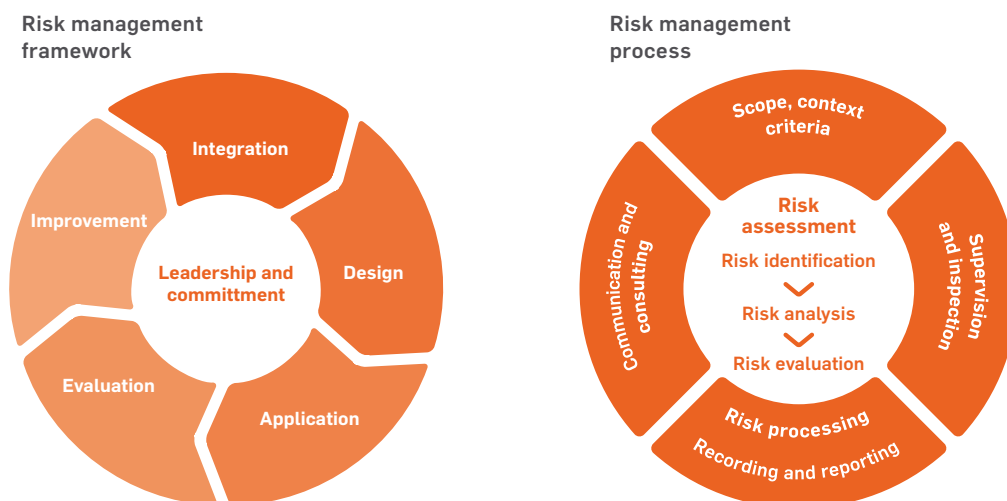 Risk management
framework
Integration
Design
Application
Evaluation
Improvement
Leadership and
committment
Risk management
process
Scope, context
criteria
Supervision
and inspection
Risk processing
Recording and reporting
Communication and
consulting
Risk
assessment
Risk identification
Risk analysis
Risk evaluation